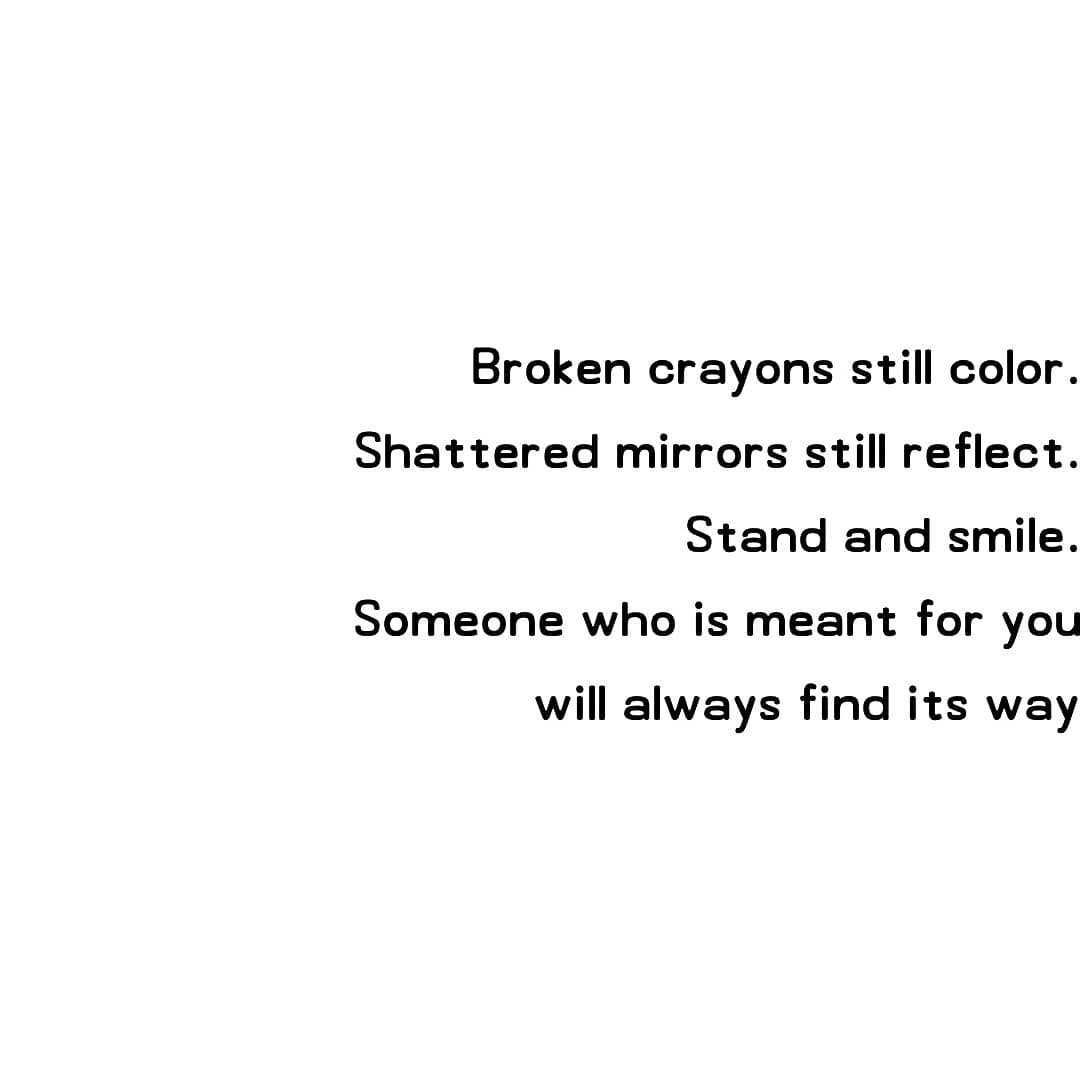 Broken crayons still color.
Shattered mirrors still reflect.
Stand and smile.
Someone who is meant for you
will always find its way